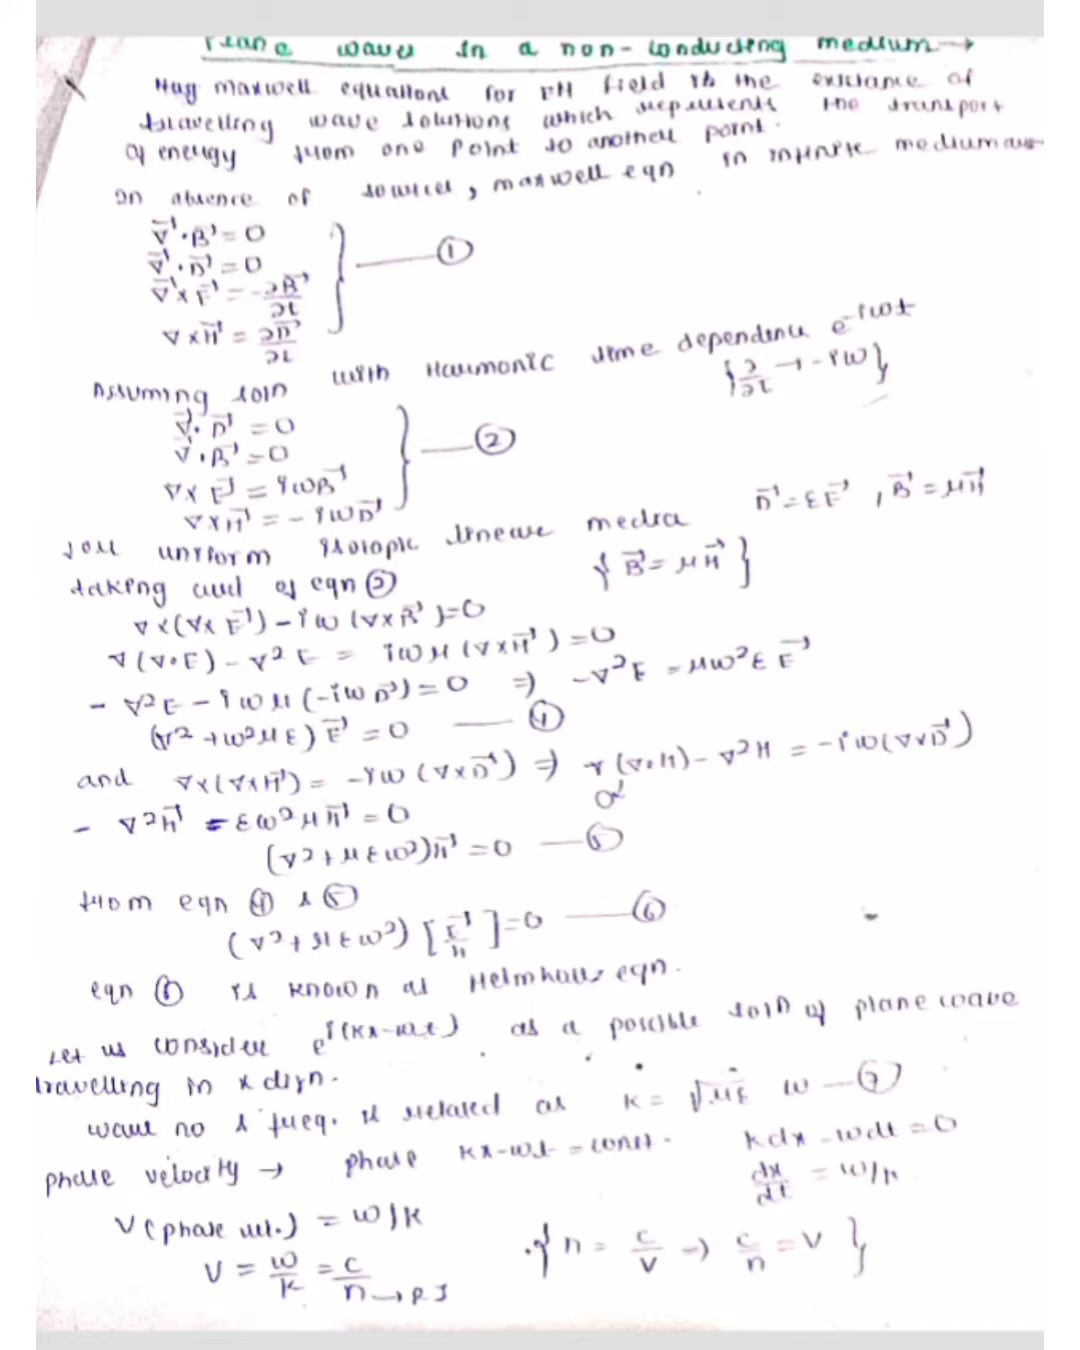 Plane waves in a non-conducting medium →
Hay maxwell equations for EM field is the existance of
travelling wave solutions which represents the transport
of energy from one point to another point.
In absence of sources, maxwell eqn in infinite medium are
∇⃗·B⃗ = 0
∇⃗·D⃗ = 0
∇⃗×E⃗ = -∂B⃗/∂t
∇×H⃗ = ∂D⃗/∂t
} —— ①
Assuming soln with Harmonic time dependence e^-iωt
{∂/∂t → -iω}
∇⃗·D⃗ = 0
∇⃗·B⃗ = 0
∇×E⃗ = iωB⃗
∇×H⃗ = -iωD⃗
} —— ②
for uniform isotopic linear media D⃗ = εE⃗, B⃗ = μH⃗
taking curl of eqn ② {B⃗ = μH⃗}
∇×(∇×E⃗) - iω(∇×B⃗) = 0
∇(∇·E) - ∇²E = iωμ(∇×H⃗) = 0
-∇²E - iωμ(-iωD⃗) = 0 ⇒ -∇²E = μω²εE⃗
(∇² + ω²με)E⃗ = 0 —— ④
and ∇×(∇×H⃗) = -iω(∇×D⃗) ⇒ (∇·H) - ∇²H = -iω(∇×D⃗)
-∇²H⃗ = εω²μH⃗ = 0
(∇² + μεω²)H⃗ = 0 —— ⑤
from eqn ④ & ⑤
(∇² + μεω²)[E⃗/H] = 0 —— ⑥
eqn ⑥ is known as Helmholtz eqn.
Let us consider e^i(kx-ωt) as a possible soln of plane wave
travelling in x dirn.
wave no & freq. is related as k = √με ω —— ⑦
phase velocity → phase kx-ωt = const. kdx - ωdt = 0
dx/dt = ω/k
V (phase vel.) = ω/k
V = ω/k = c/n → R I {n = c/v → c/n = v}